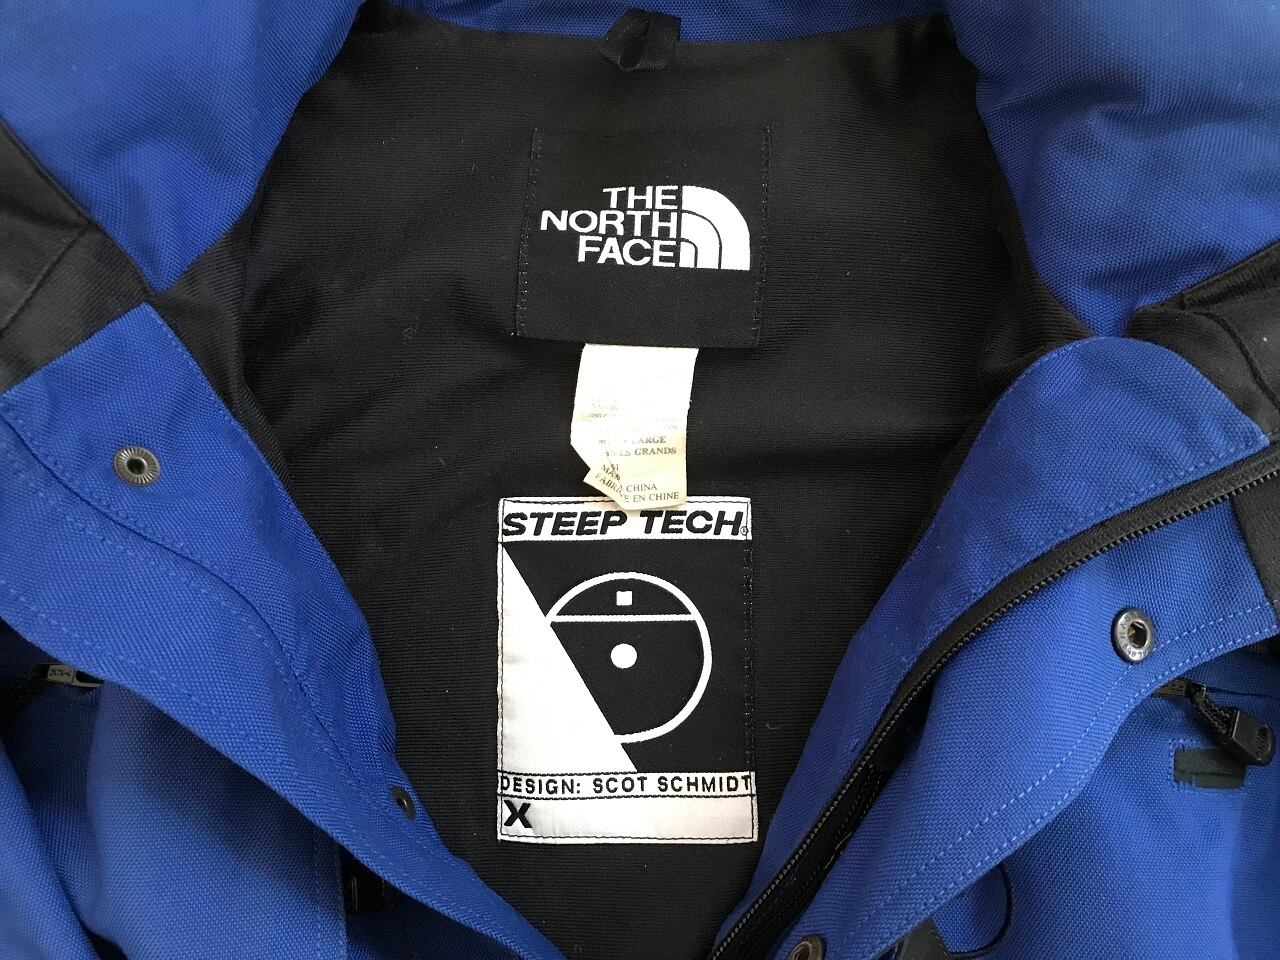 THE
NORTH
FACE
LARGE
GRANDS
CHINA
EN CHINE
STEEP TECH®
DESIGN: SCOT SCHMIDT
X